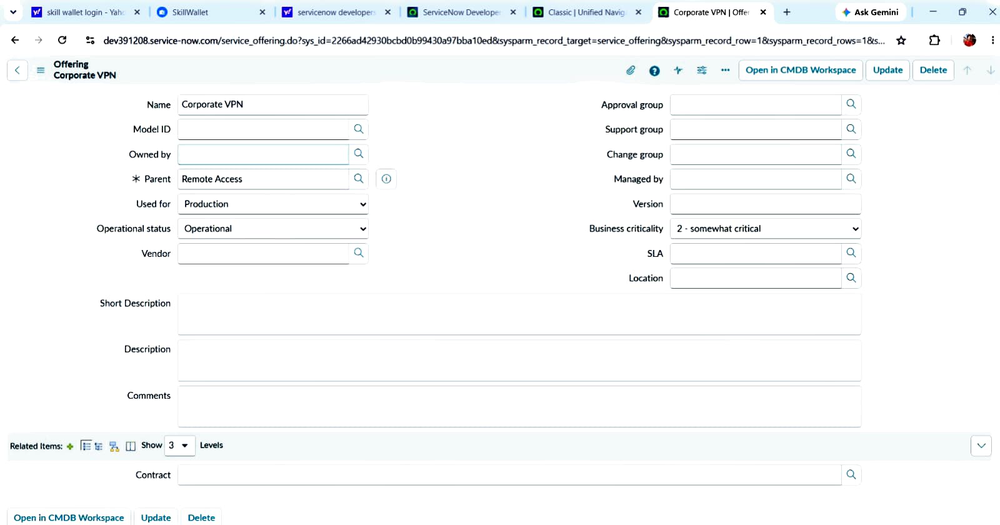 skill wallet login - Yaho
SkillWallet
servicenow developers
ServiceNow Developer
Classic | Unified Naviga
Corporate VPN | Offer
Ask Gemini
dev391208.service-now.com/service_offering.do?sys_id=2266ad42930bcbd0b99430a97bba10ed&sysparm_record_target=service_offering&sysparm_record_row=1&sysparm_record_rows=1&s...
Offering
Corporate VPN
Open in CMDB Workspace
Update
Delete
Name Corporate VPN
Model ID
Owned by
* Parent Remote Access
Used for Production
Operational status Operational
Vendor
Approval group
Support group
Change group
Managed by
Version
Business criticality 2 - somewhat critical
SLA
Location
Short Description
Description
Comments
Related Items: Show 3 Levels
Contract
Open in CMDB Workspace Update Delete